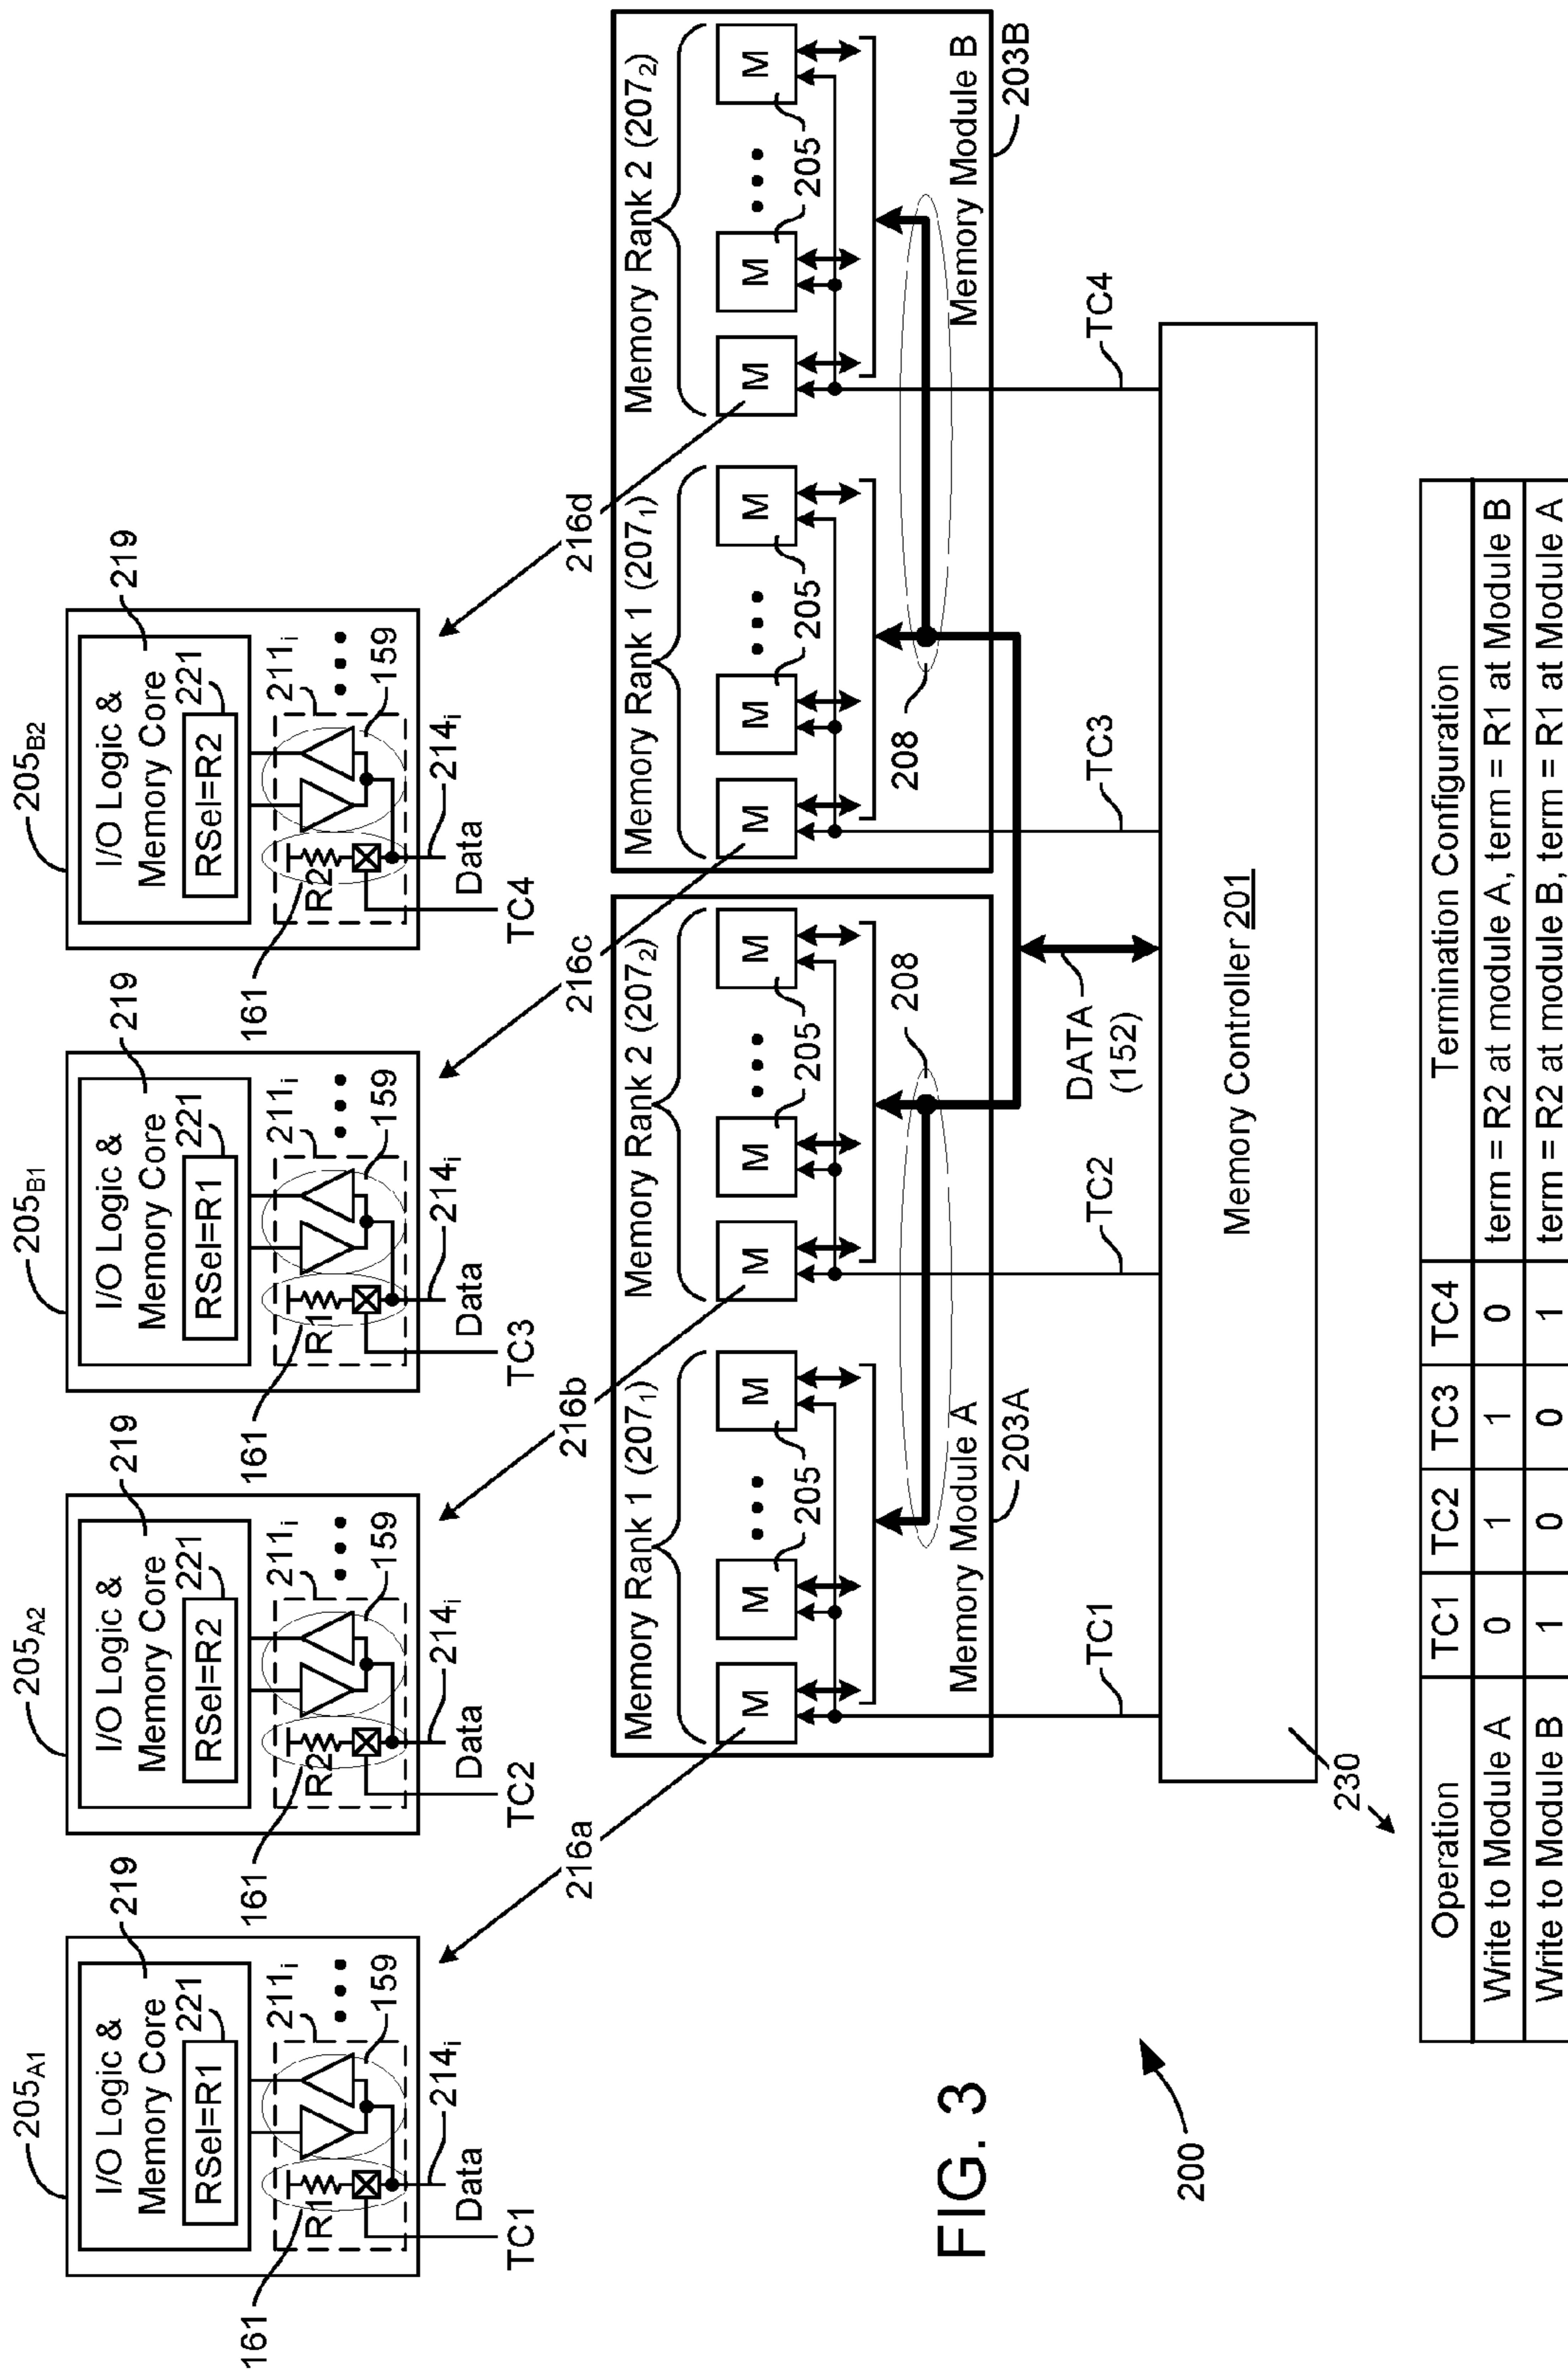 205A1
I/O Logic &
Memory Core
219
RSel=R1
221
211i
R1
159
161
214i
Data
TC1
205A2
I/O Logic &
Memory Core
219
RSel=R2
221
211i
R2
159
161
214i
Data
TC2
205B1
I/O Logic &
Memory Core
219
RSel=R1
221
211i
R1
159
161
214i
Data
TC3
205B2
I/O Logic &
Memory Core
219
RSel=R2
221
211i
R2
159
161
214i
Data
TC4
216a
216b
216c
216d
Memory Rank 1 (207₁)
M
M
M
205
Memory Rank 2 (207₂)
M
M
M
205
208
Memory Module A
203A
Memory Rank 1 (207₁)
M
M
M
205
Memory Rank 2 (207₂)
M
M
M
205
208
Memory Module B
203B
TC1
TC2
DATA
(152)
TC3
TC4
Memory Controller 201
FIG. 3
200
230
Operation TC1 TC2 TC3 TC4 Termination Configuration
Write to Module A 0 1 1 0 term = R2 at module A, term = R1 at Module B
Write to Module B 1 0 0 1 term = R2 at module B, term = R1 at Module A